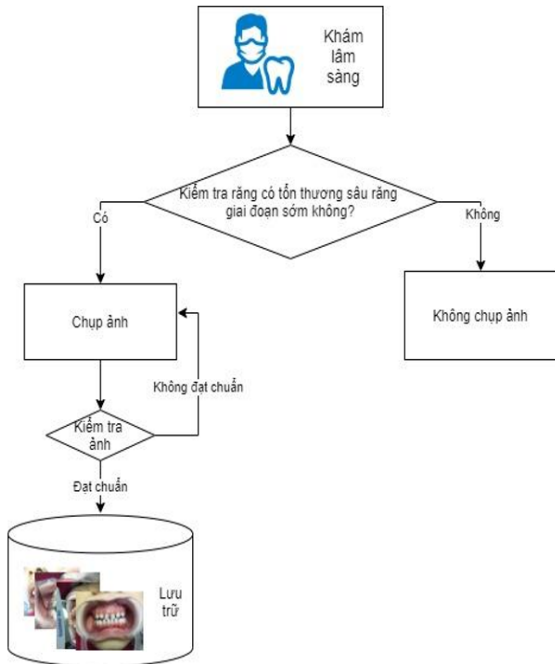 Khám
lâm
sàng
Kiểm tra răng có tổn thương sâu răng
giai đoạn sớm không?
Có
Không
Chụp ảnh
Không chụp ảnh
Không đạt chuẩn
Kiểm tra
ảnh
Đạt chuẩn
Lưu
trữ